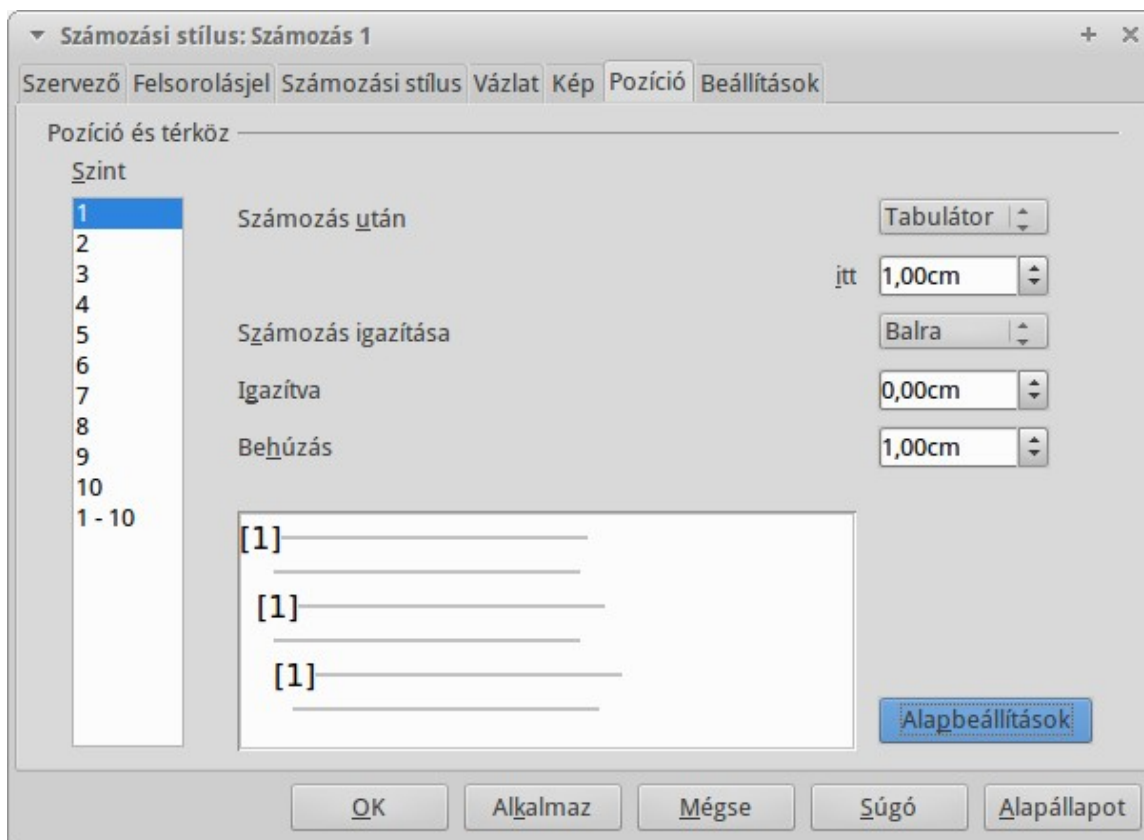 Számozási stílus: Számozás 1
Szervező Felsorolásjel Számozási stílus Vázlat Kép Pozíció Beállítások
Pozíció és térköz
Szint
1
2
3
4
5
6
7
8
9
10
1 - 10
Számozás után Tabulátor
itt 1,00cm
Számozás igazítása Balra
Igazítva 0,00cm
Behúzás 1,00cm
[1]
[1]
[1]
Alapbeállítások
OK Alkalmaz Mégse Súgó Alapállapot